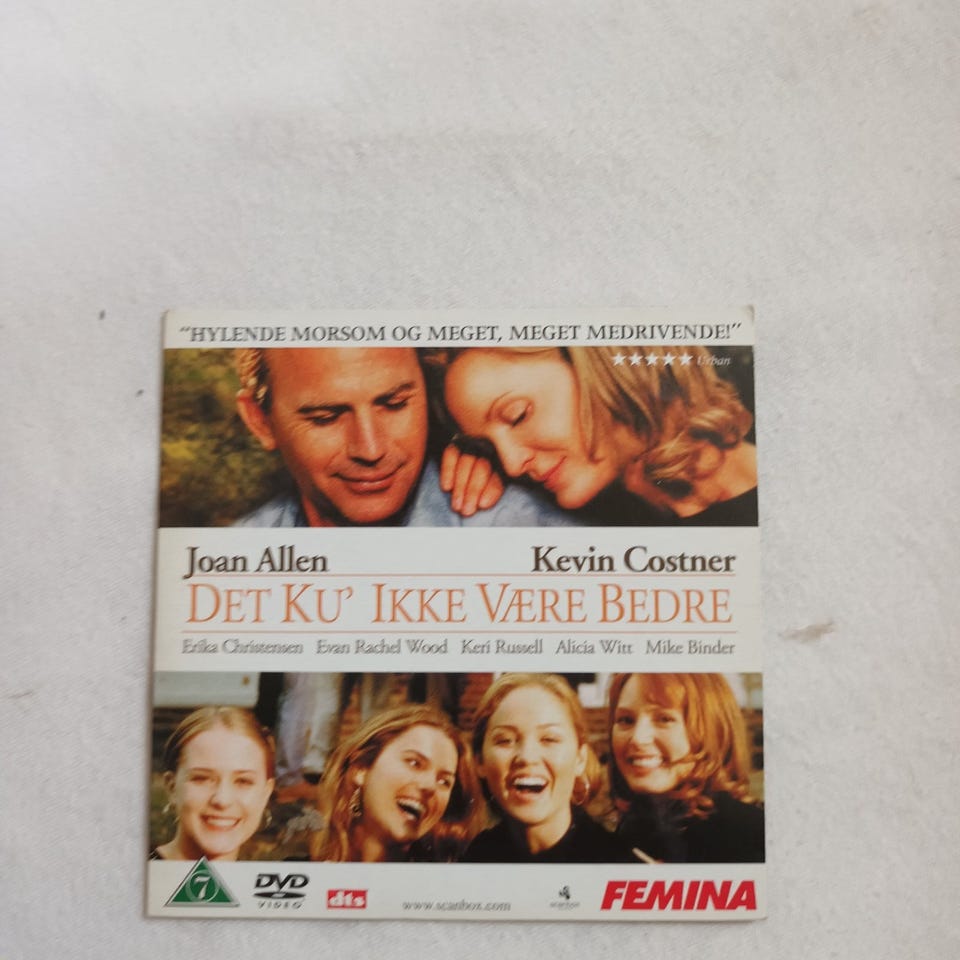 "HYLENDE MORSOM OG MEGET, MEGET MEDRIVENDE!"
★★★★★ Urban
Joan Allen Kevin Costner
DET KU' IKKE VÆRE BEDRE
Erika Christensen Evan Rachel Wood Keri Russell Alicia Witt Mike Binder
7 DVD VIDEO dts www.scanbox.com scanbox FEMINA